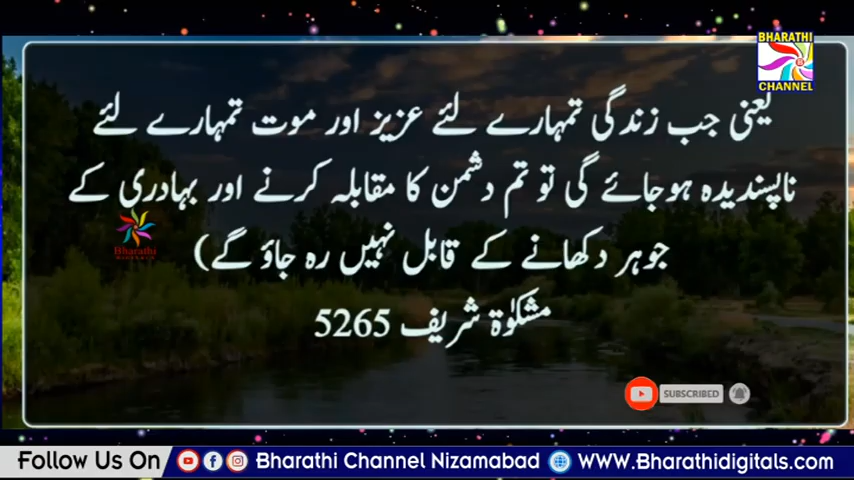 BHARATHI
CHANNEL
یعنی جب زندگی تمہارے لئے عزیز اور موت تمہارے لئے
ناپسندیدہ ہوجائے گی تو تم دشمن کا مقابلہ کرنے اور بہادری کے
جوہر دکھانے کے قابل نہیں رہ جاؤ گے)
مشکوٰۃ شریف 5265
Bharathi
SUBSCRIBED
Follow Us On Bharathi Channel Nizamabad www.Bharathidigitals.com